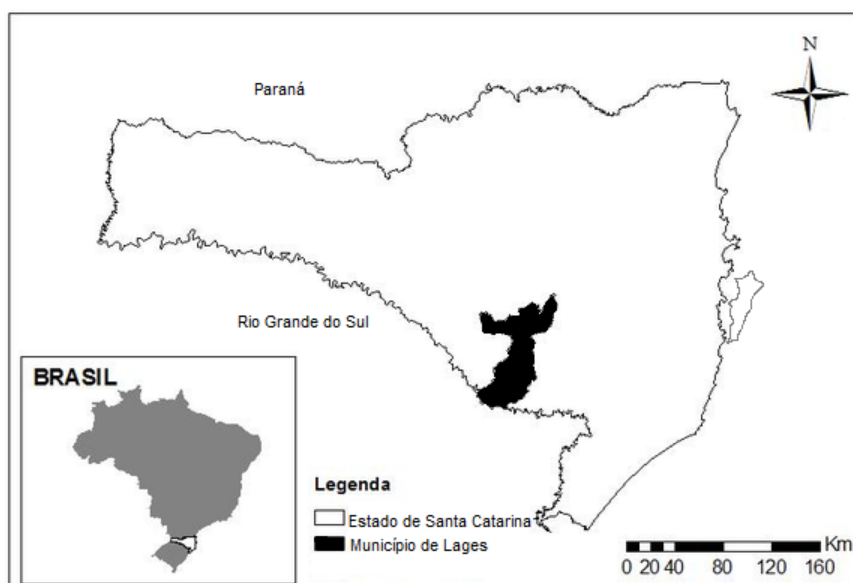 Paraná
N
Rio Grande do Sul
BRASIL
Legenda
Estado de Santa Catarina
Município de Lages
Km
0 20 40 80 120 160